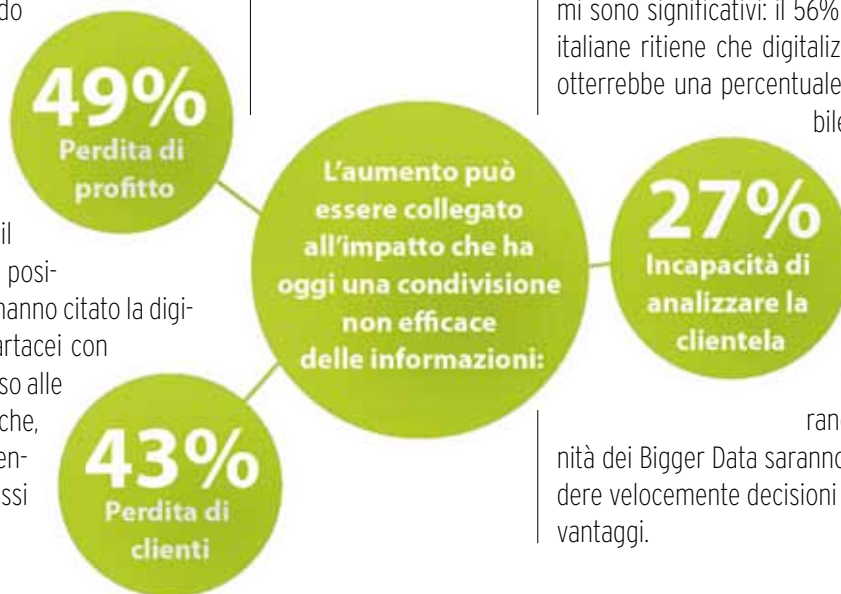 do
49%
Perdita di
profitto
il
posi-
hanno citato la digi-
artacei con
so alle
che,
en-
ssi
43%
Perdita di
clienti
L'aumento può
essere collegato
all'impatto che ha
oggi una condivisione
non efficace
delle informazioni:
mi sono significativi: il 56%
italiane ritiene che digitaliz
otterrebbe una percentuale
bile
27%
Incapacità di
analizzare la
clientela
rand
nità dei Bigger Data saranno
dere velocemente decisioni
vantaggi.